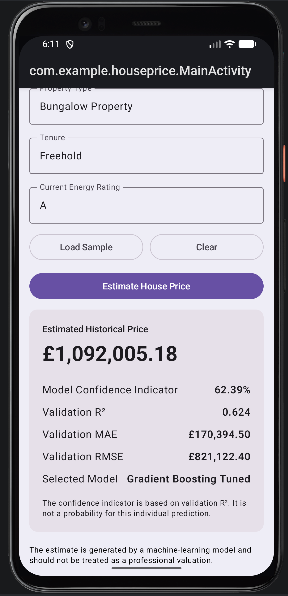 6:11
com.example.houseprice.MainActivity
Property Type
Bungalow Property
Tenure
Freehold
Current Energy Rating
A
Load Sample Clear
Estimate House Price
Estimated Historical Price
£1,092,005.18
Model Confidence Indicator 62.39%
Validation R² 0.624
Validation MAE £170,394.50
Validation RMSE £821,122.40
Selected Model Gradient Boosting Tuned
The confidence indicator is based on validation R². It is
not a probability for this individual prediction.
The estimate is generated by a machine-learning model and
should not be treated as a professional valuation.